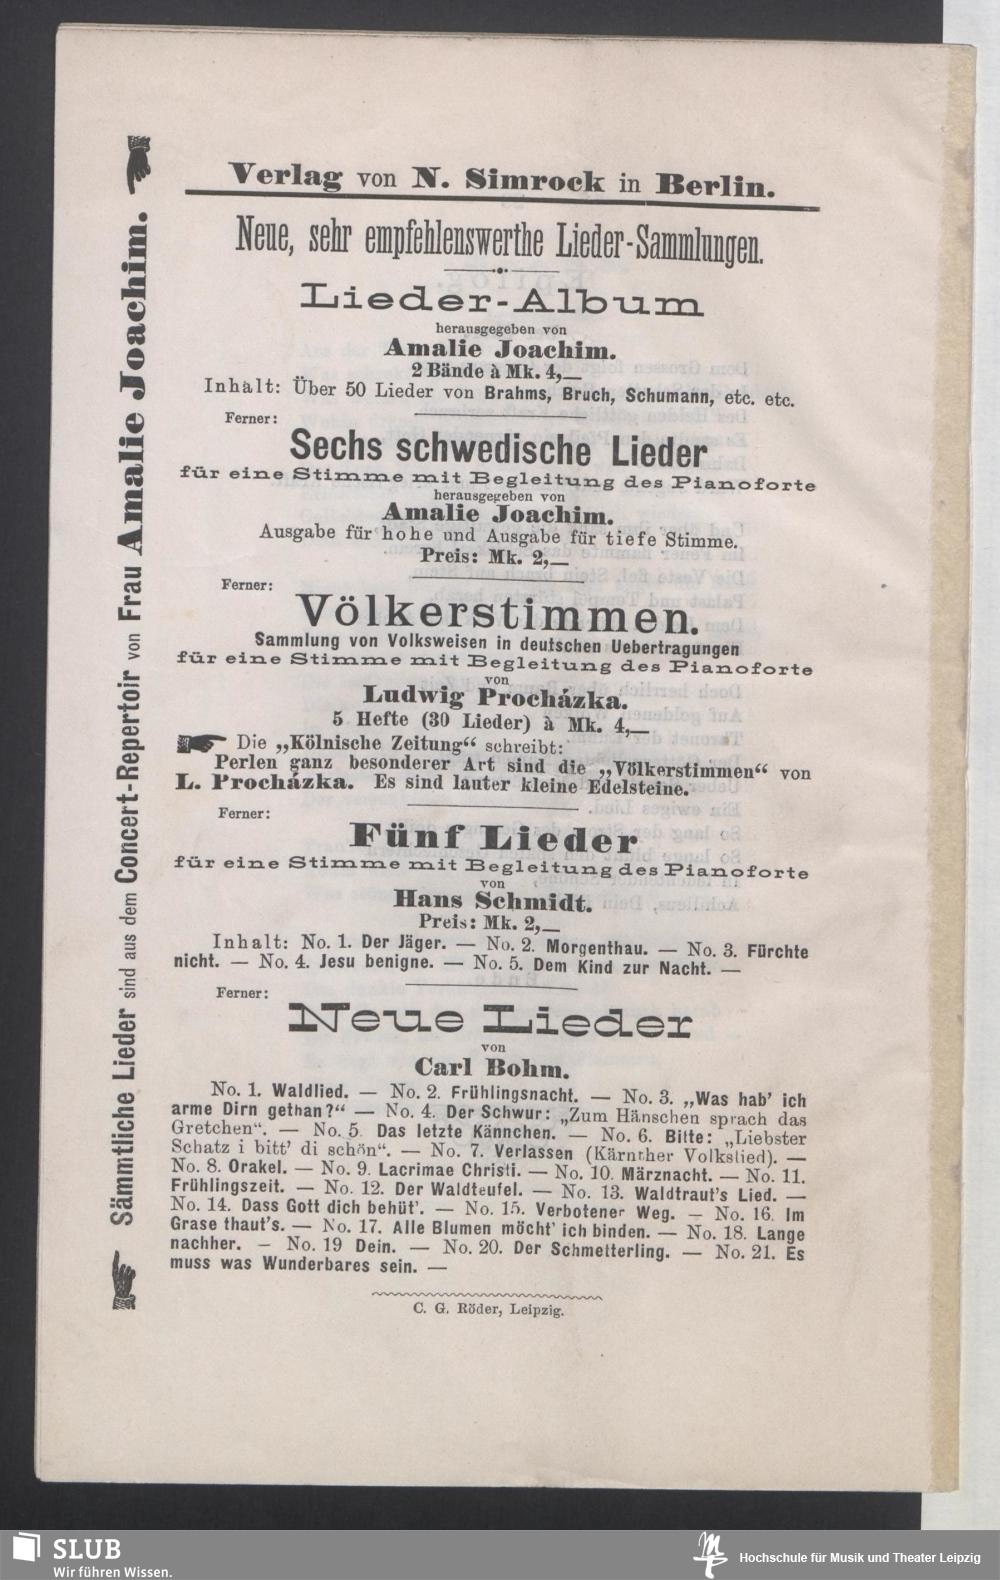 Sämmtliche Lieder sind aus dem Concert-Repertoir von Frau Amalie Joachim.
Verlag von N. Simrock in Berlin.
Neue, sehr empfehlenswerthe Lieder-Sammlungen.
Lieder-Album
herausgegeben von
Amalie Joachim.
2 Bände à Mk. 4,—
Inhalt: Über 50 Lieder von Brahms, Bruch, Schumann, etc. etc.
Ferner:
Sechs schwedische Lieder
für eine Stimme mit Begleitung des Pianoforte
herausgegeben von
Amalie Joachim.
Ausgabe für hohe und Ausgabe für tiefe Stimme.
Preis: Mk. 2,—
Ferner:
Völkerstimmen.
Sammlung von Volksweisen in deutschen Uebertragungen
für eine Stimme mit Begleitung des Pianoforte
von
Ludwig Procházka.
5 Hefte (30 Lieder) à Mk. 4,—
Die „Kölnische Zeitung“ schreibt:
Perlen ganz besonderer Art sind die „Völkerstimmen“ von
L. Procházka. Es sind lauter kleine Edelsteine.
Ferner:
Fünf Lieder
für eine Stimme mit Begleitung des Pianoforte
von
Hans Schmidt.
Preis: Mk. 2,—
Inhalt: No. 1. Der Jäger. — No. 2. Morgenthau. — No. 3. Fürchte
nicht. — No. 4. Jesu benigne. — No. 5. Dem Kind zur Nacht. —
Ferner:
Neue Lieder
von
Carl Bohm.
No. 1. Waldlied. — No. 2. Frühlingsnacht. — No. 3. „Was hab' ich
arme Dirn gethan?“ — No. 4. Der Schwur: „Zum Hänschen sprach das
Gretchen“. — No. 5. Das letzte Kännchen. — No. 6. Bitte: „Liebster
Schatz i bitt' di schön“. — No. 7. Verlassen (Kärnther Volkslied). —
No. 8. Orakel. — No. 9. Lacrimae Christi. — No. 10. Märznacht. — No. 11.
Frühlingszeit. — No. 12. Der Waldteufel. — No. 13. Waldtraut's Lied. —
No. 14. Dass Gott dich behüt'. — No. 15. Verbotener Weg. — No. 16. Im
Grase thaut's. — No. 17. Alle Blumen möcht' ich binden. — No. 18. Lange
nachher. — No. 19 Dein. — No. 20. Der Schmetterling. — No. 21. Es
muss was Wunderbares sein. —
C. G. Röder, Leipzig.
SLUB
Wir führen Wissen.
Hochschule für Musik und Theater Leipzig